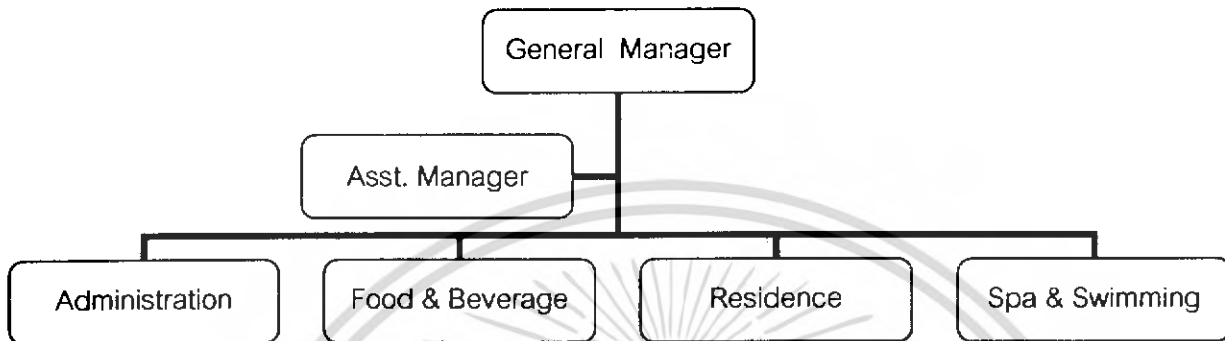 General Manager
Asst. Manager
Administration
Food & Beverage
Residence
Spa & Swimming